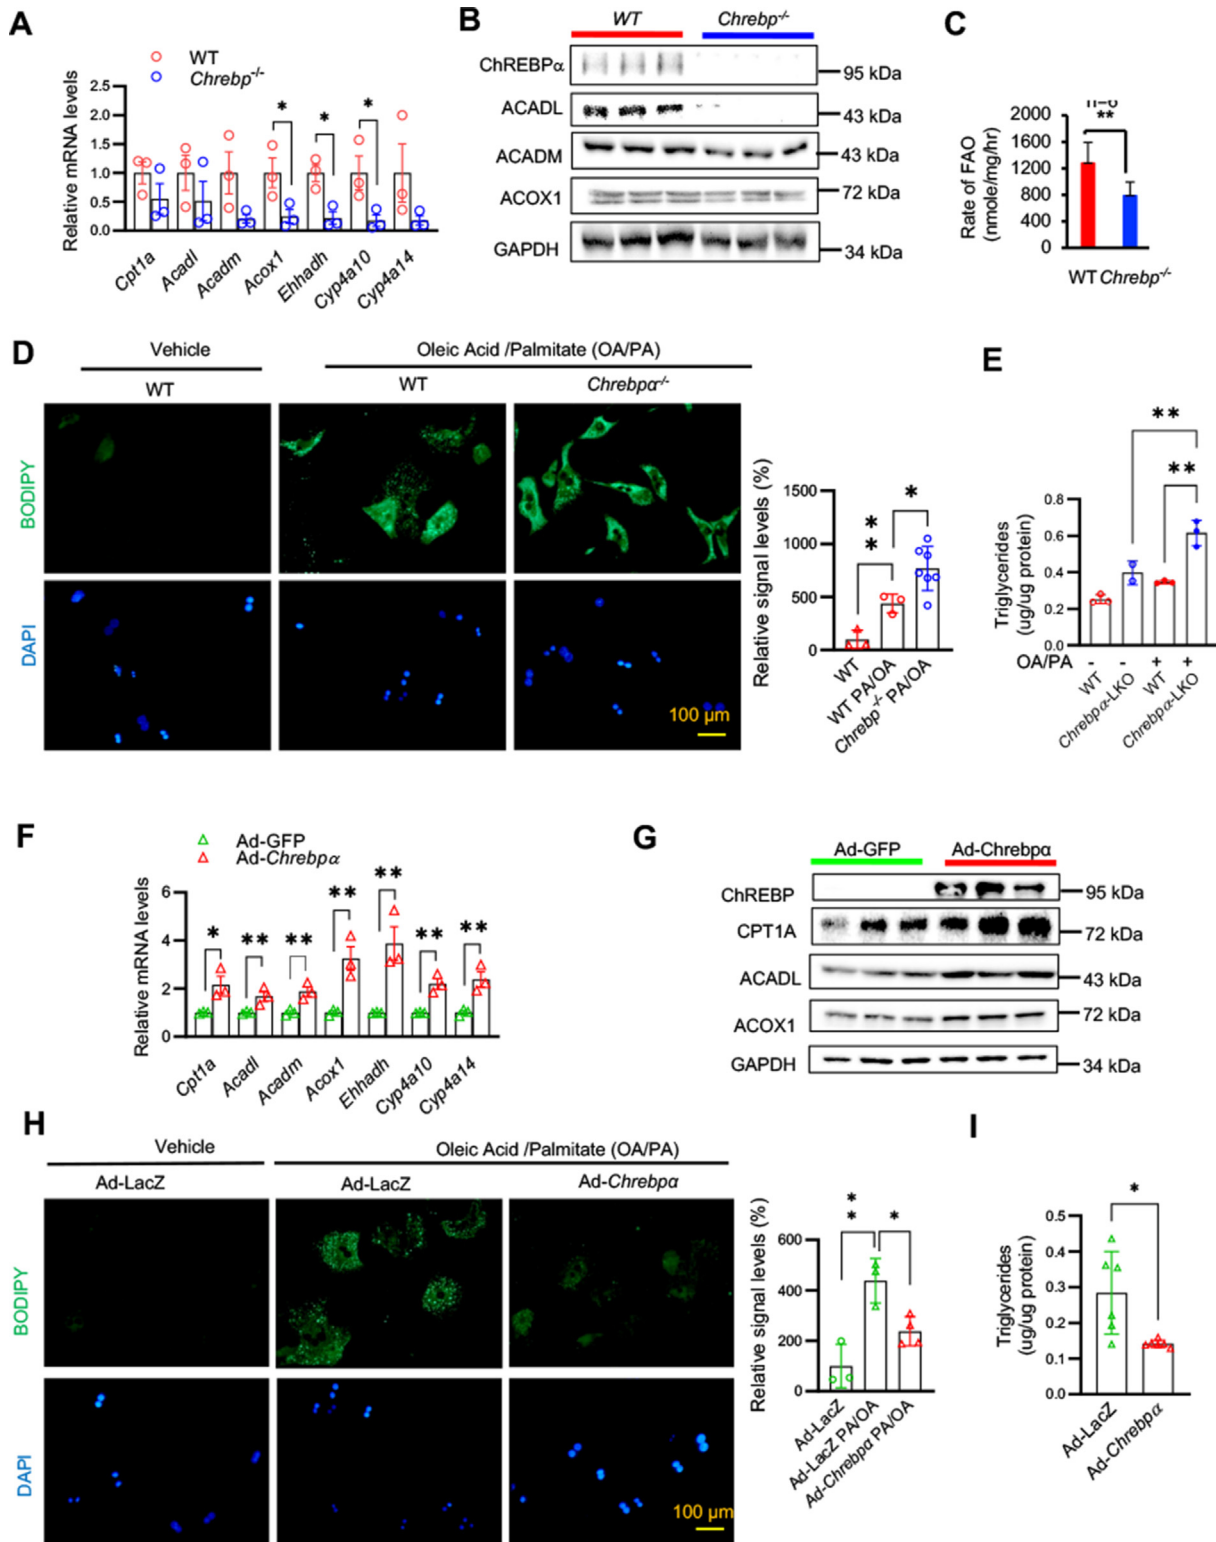 A
WT
Chrebp-/-
Relative mRNA levels
2.5
2.0
1.5
1.0
0.5
0.0
*
*
*
Cpt1a
Acadl
Acadm
Acox1
Ehhadh
Cyp4a10
Cyp4a14
B
WT
Chrebp-/-
ChREBPα
95 kDa
ACADL
43 kDa
ACADM
43 kDa
ACOX1
72 kDa
GAPDH
34 kDa
C
**
Rate of FAO
(nmole/mg/hr)
2000
1600
1200
800
400
0
WT Chrebp-/-
D
Vehicle
Oleic Acid /Palmitate (OA/PA)
WT
WT
Chrebpα-/-
BODIPY
DAPI
100 µm
Relative signal levels (%)
1500
1000
500
0
**
*
WT
WT PA/OA
Chrebp-/- PA/OA
E
**
**
Triglycerides
(ug/ug protein)
0.8
0.6
0.4
0.2
0.0
OA/PA - - + +
WT
Chrebpα-LKO
WT
Chrebpα-LKO
F
Ad-GFP
Ad-Chrebpα
Relative mRNA levels
6
4
2
0
*
**
**
**
**
**
**
Cpt1a
Acadl
Acadm
Acox1
Ehhadh
Cyp4a10
Cyp4a14
G
Ad-GFP
Ad-Chrebpα
ChREBP
95 kDa
CPT1A
72 kDa
ACADL
43 kDa
ACOX1
72 kDa
GAPDH
34 kDa
H
Vehicle
Oleic Acid /Palmitate (OA/PA)
Ad-LacZ
Ad-LacZ
Ad-Chrebpα
BODIPY
DAPI
100 µm
Relative signal levels (%)
600
400
200
0
**
*
Ad-LacZ
Ad-LacZ PA/OA
Ad-Chrebpα PA/OA
I
*
Triglycerides
(ug/ug protein)
0.5
0.4
0.3
0.2
0.1
0.0
Ad-LacZ
Ad-Chrebpα